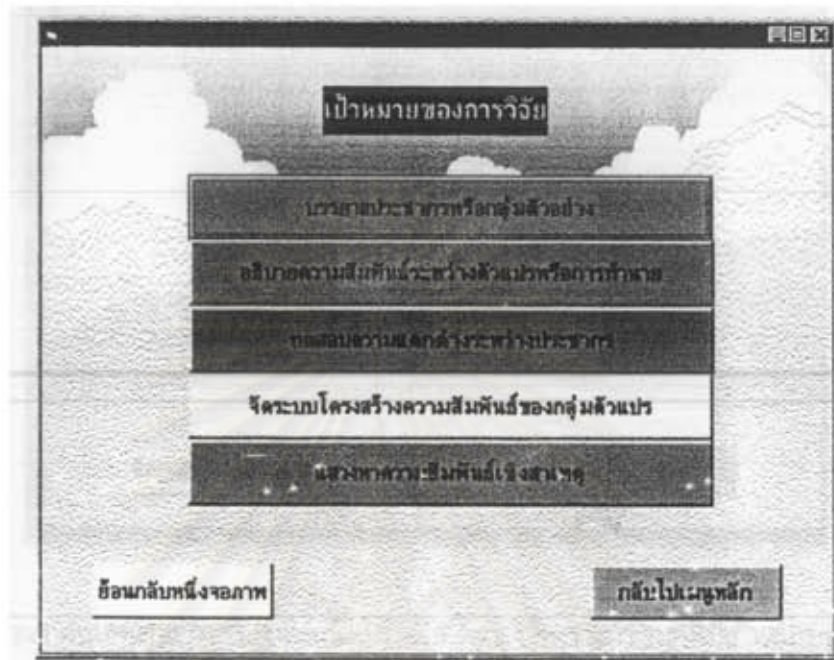 เป้าหมายของการวิจัย
บรรยายประชากรหรือกลุ่มตัวอย่าง
อธิบายความสัมพันธ์ระหว่างตัวแปรหรือการทำนาย
ทดสอบความแตกต่างระหว่างประชากร
จัดระบบโครงสร้างความสัมพันธ์ของกลุ่มตัวแปร
แสวงหาความสัมพันธ์เชิงสาเหตุ
ย้อนกลับหนึ่งจอภาพ
กลับไปเมนูหลัก